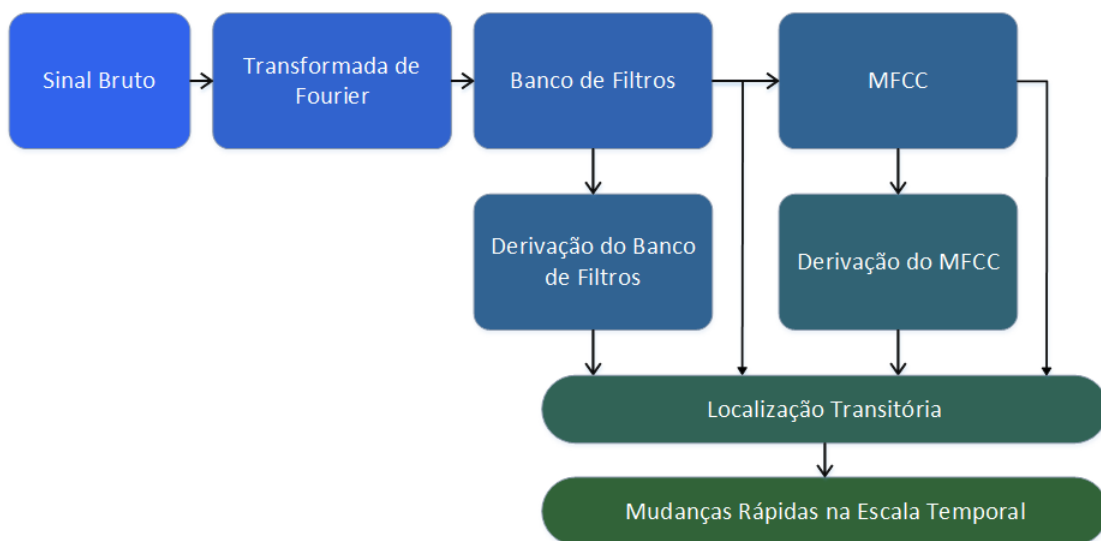 Sinal Bruto
Transformada de
Fourier
Banco de Filtros
MFCC
Derivação do Banco
de Filtros
Derivação do MFCC
Localização Transitória
Mudanças Rápidas na Escala Temporal